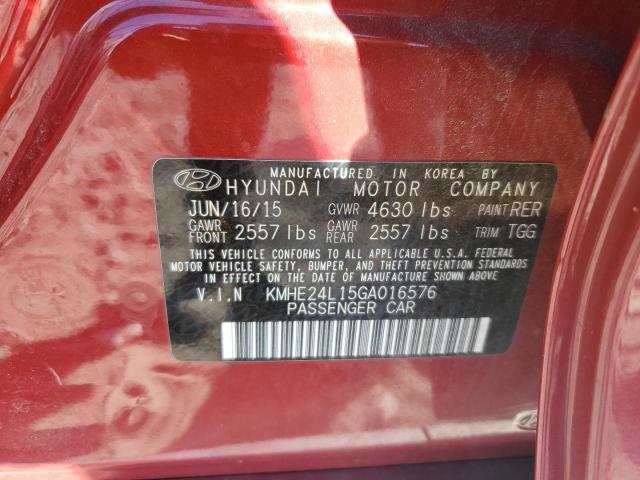 MANUFACTURED IN KOREA BY
HYUNDAI MOTOR COMPANY
JUN/16/15 GVWR 4630 lbs PAINT RER
GAWR FRONT 2557 lbs GAWR REAR 2557 lbs TRIM TGG
THIS VEHICLE CONFORMS TO ALL APPLICABLE U.S.A. FEDERAL
MOTOR VEHICLE SAFETY, BUMPER, AND THEFT PREVENTION STANDARDS
IN EFFECT ON THE DATE OF MANUFACTURE SHOWN ABOVE
V.I.N KMHE24L15GA016576
PASSENGER CAR